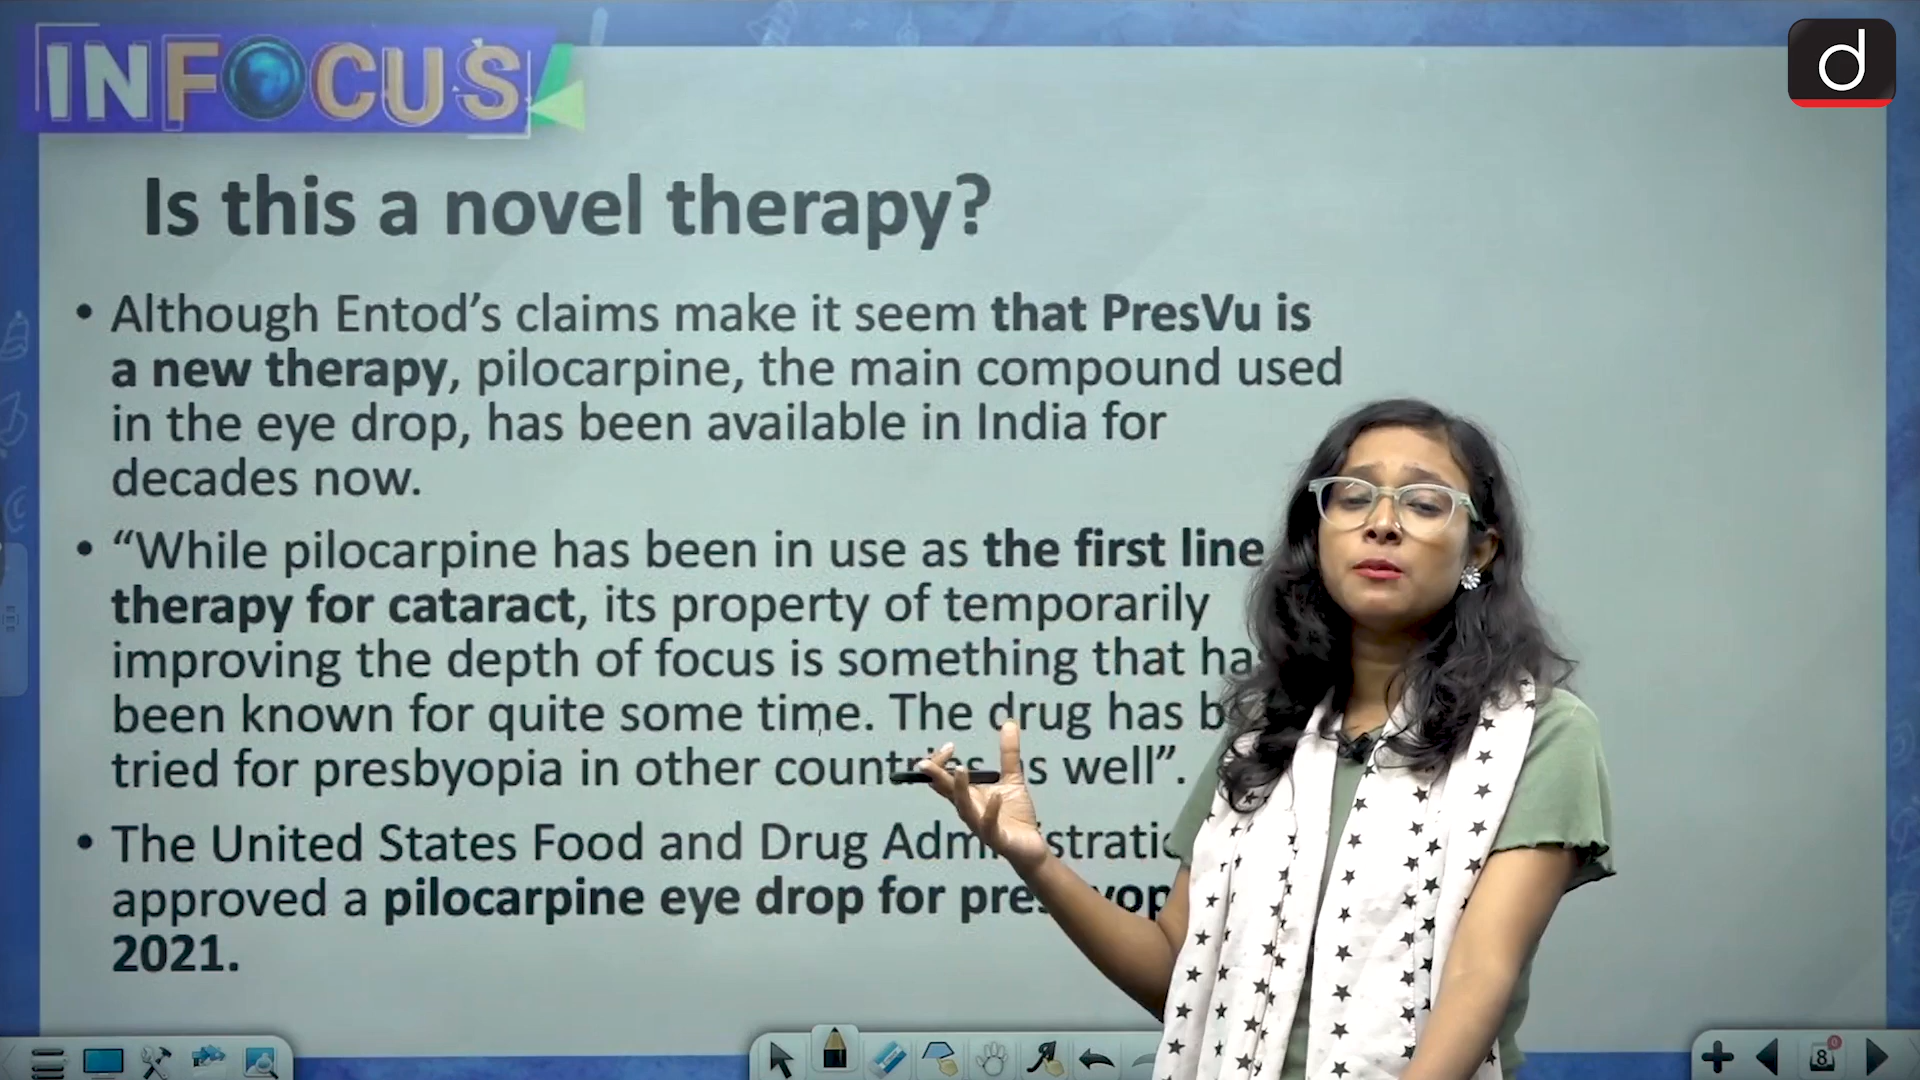 INFOCUS
d
Is this a novel therapy?
• Although Entod’s claims make it seem that PresVu is
a new therapy, pilocarpine, the main compound used
in the eye drop, has been available in India for
decades now.
• “While pilocarpine has been in use as the first line
therapy for cataract, its property of temporarily
improving the depth of focus is something that
been known for quite some time. The drug has
tried for presbyopia in other countries as well”.
• The United States Food and Drug Administration
approved a pilocarpine eye drop for
2021.
8